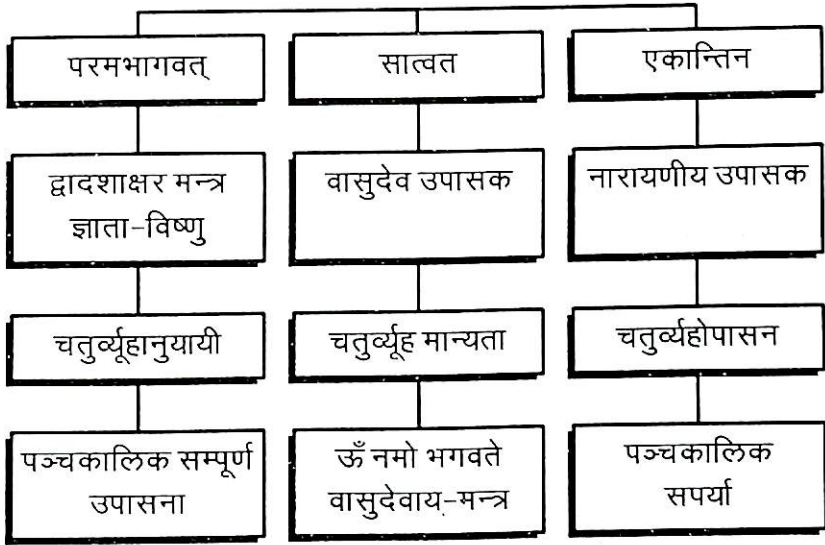 परमभागवत्
सात्वत
एकान्तिन
द्वादशाक्षर मन्त्र
ज्ञाता-विष्णु
वासुदेव उपासक
नारायणीय उपासक
चतुर्व्यूहानुयायी
चतुर्व्यूह मान्यता
चतुर्व्यहोपासन
पञ्चकालिक सम्पूर्ण
उपासना
ऊँ नमो भगवते
वासुदेवाय्-मन्त्र
पञ्चकालिक
सपर्या